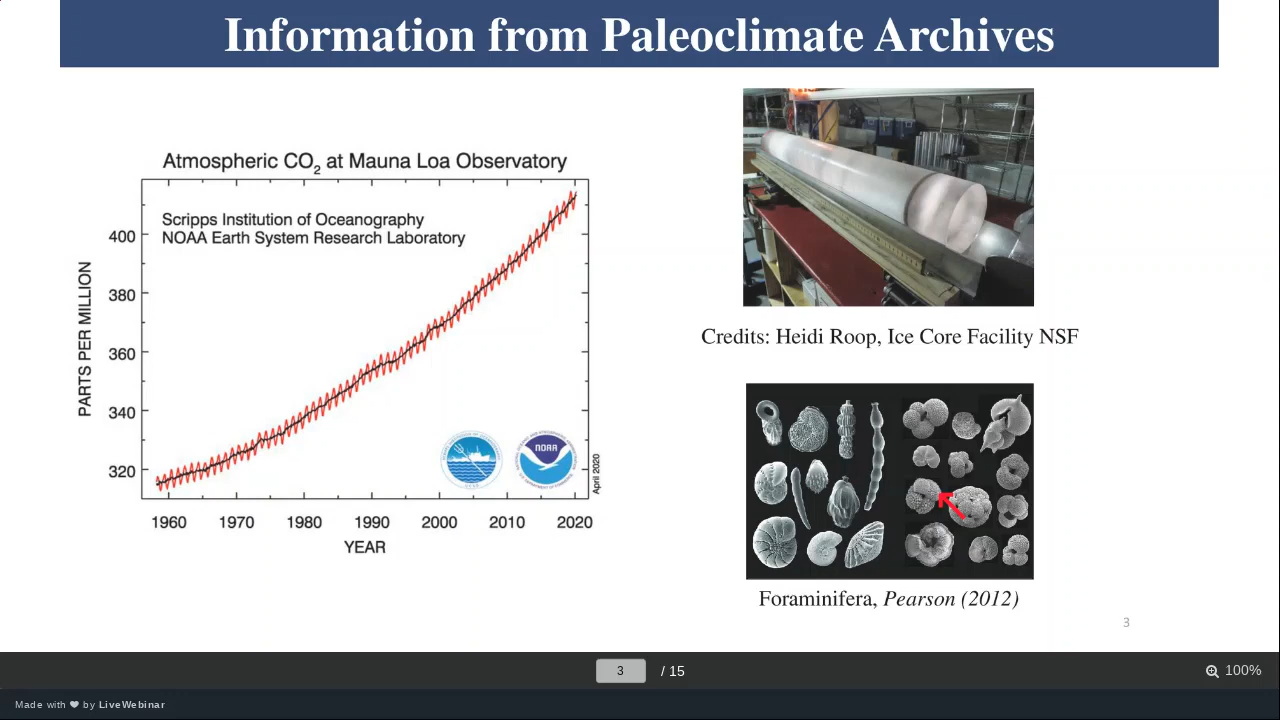 Information from Paleoclimate Archives
Atmospheric CO₂ at Mauna Loa Observatory
Scripps Institution of Oceanography
NOAA Earth System Research Laboratory
PARTS PER MILLION
400
380
360
340
320
NOAA
April 2020
1960 1970 1980 1990 2000 2010 2020
YEAR
Credits: Heidi Roop, Ice Core Facility NSF
Foraminifera, Pearson (2012)
3
3 / 15
100%
Made with ❤ by LiveWebinar